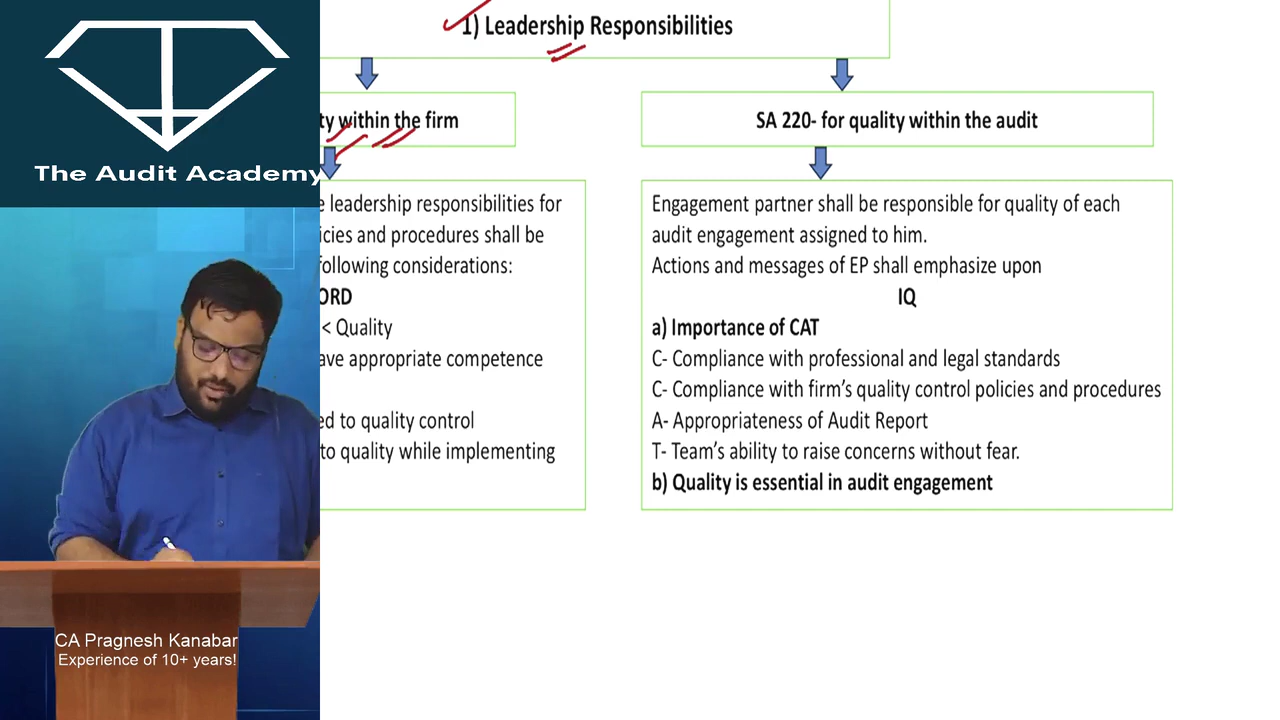 1) Leadership Responsibilities
The Audit Academy
ty within the firm
SA 220- for quality within the audit
e leadership responsibilities for
icies and procedures shall be
following considerations:
ORD
< Quality
ave appropriate competence
ed to quality control
to quality while implementing
Engagement partner shall be responsible for quality of each
audit engagement assigned to him.
Actions and messages of EP shall emphasize upon
IQ
a) Importance of CAT
C- Compliance with professional and legal standards
C- Compliance with firm's quality control policies and procedures
A- Appropriateness of Audit Report
T- Team's ability to raise concerns without fear.
b) Quality is essential in audit engagement
CA Pragnesh Kanabar
Experience of 10+ years!